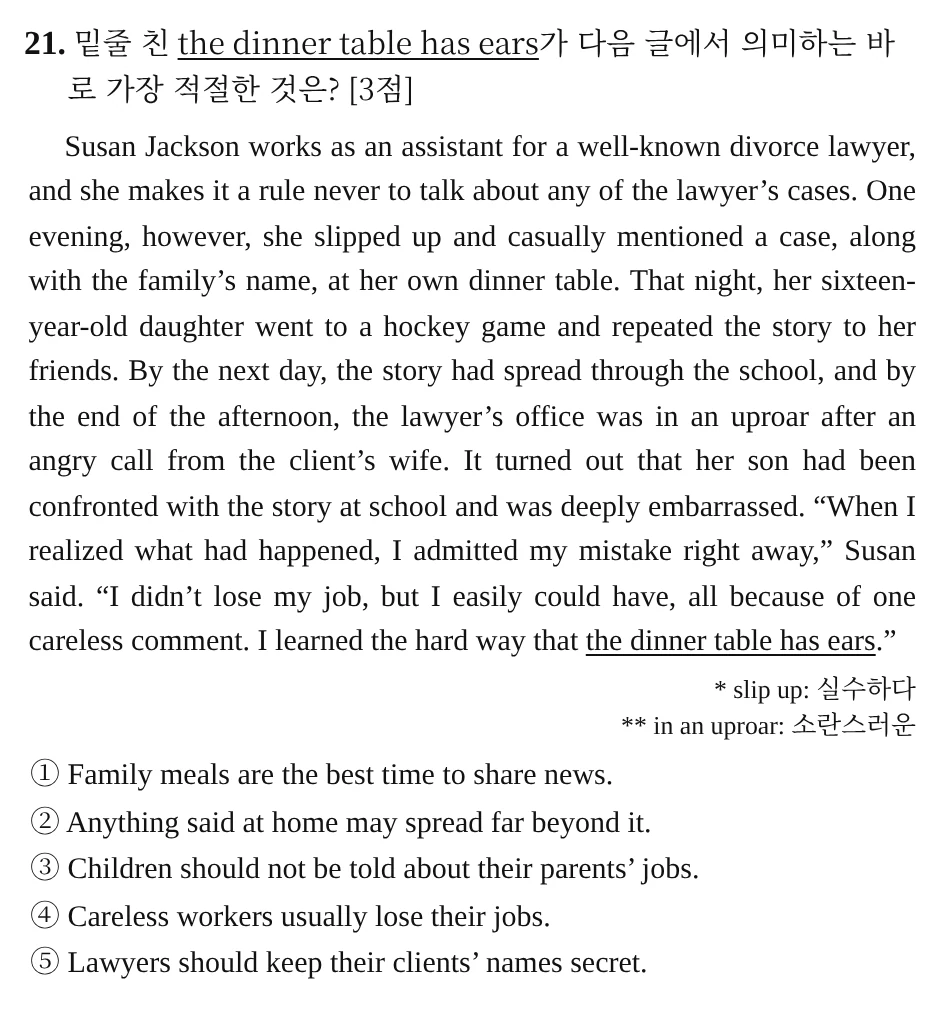 21. 밑줄 친 the dinner table has ears가 다음 글에서 의미하는 바
로 가장 적절한 것은? [3점]
Susan Jackson works as an assistant for a well-known divorce lawyer,
and she makes it a rule never to talk about any of the lawyer’s cases. One
evening, however, she slipped up and casually mentioned a case, along
with the family’s name, at her own dinner table. That night, her sixteen-
year-old daughter went to a hockey game and repeated the story to her
friends. By the next day, the story had spread through the school, and by
the end of the afternoon, the lawyer’s office was in an uproar after an
angry call from the client’s wife. It turned out that her son had been
confronted with the story at school and was deeply embarrassed. “When I
realized what had happened, I admitted my mistake right away,” Susan
said. “I didn’t lose my job, but I easily could have, all because of one
careless comment. I learned the hard way that the dinner table has ears.”
* slip up: 실수하다
** in an uproar: 소란스러운
① Family meals are the best time to share news.
② Anything said at home may spread far beyond it.
③ Children should not be told about their parents’ jobs.
④ Careless workers usually lose their jobs.
⑤ Lawyers should keep their clients’ names secret.